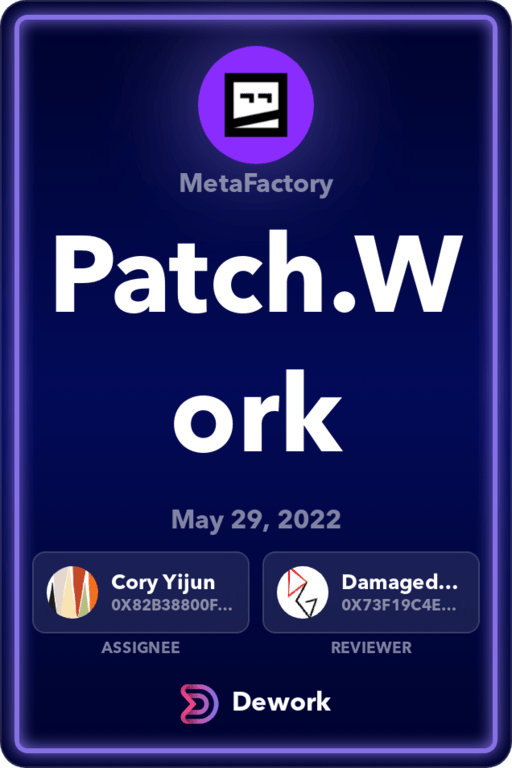 MetaFactory
Patch.W
ork
May 29, 2022
Cory Yijun
0X82B38800F...
ASSIGNEE
Damaged...
0X73F19C4E...
REVIEWER
Dework